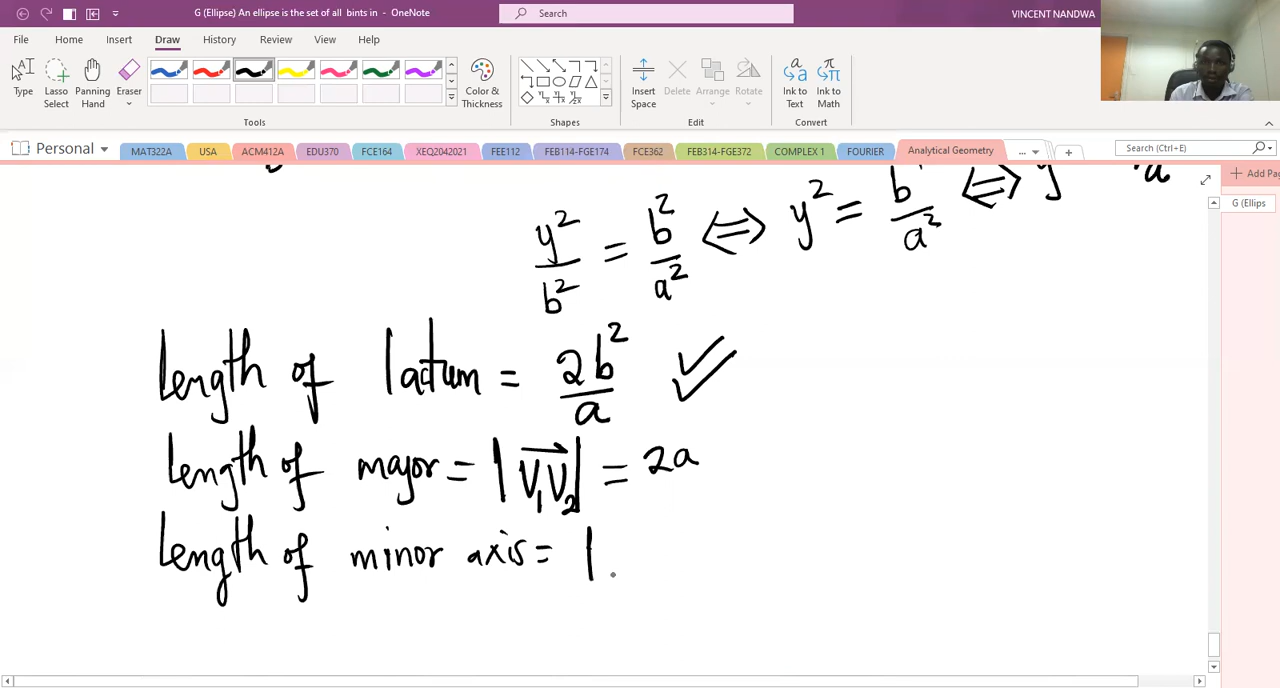 G (Ellipse) An ellipse is the set of all bints in - OneNote
Search
VINCENT NANDWA
File Home Insert Draw History Review View Help
Type Lasso Select Panning Hand Eraser Color & Thickness Insert Space Delete Arrange Rotate Ink to Text Ink to Math
Tools Shapes Edit Convert
Personal MAT322A USA ACM412A EDU370 FCE164 XEQ2042021 FEE112 FEB114-FGE174 FCE362 FEB314-FGE372 COMPLEX 1 FOURIER Analytical Geometry ... + Search (Ctrl+E)
+ Add Pag
G (Ellips
y²/b² = b²/a² ⇔ y² = b⁴/a² ⇔ y
length of lactum = 2b²/a ✓✓
length of major = |V₁V₂| = 2a
length of minor axis = |